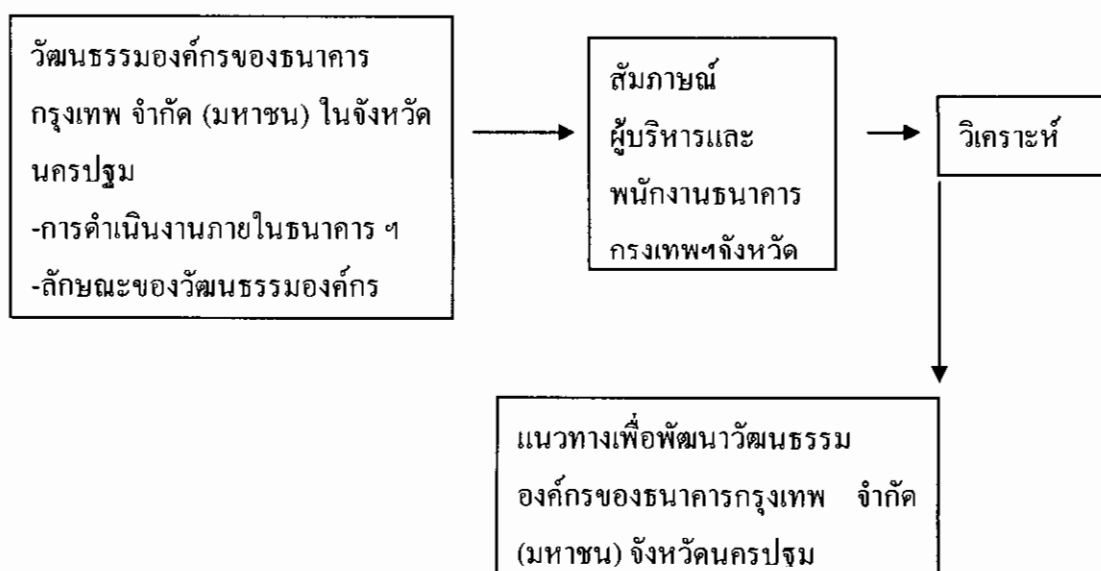 วัฒนธรรมองค์กรของธนาคาร
กรุงเทพ จำกัด (มหาชน) ในจังหวัด
นครปฐม
-การดำเนินงานภายในธนาคาร ฯ
-ลักษณะของวัฒนธรรมองค์กร
สัมภาษณ์
ผู้บริหารและ
พนักงานธนาคาร
กรุงเทพฯจังหวัด
วิเคราะห์
แนวทางเพื่อพัฒนาวัฒนธรรม
องค์กรของธนาคารกรุงเทพ จำกัด
(มหาชน) จังหวัดนครปฐม